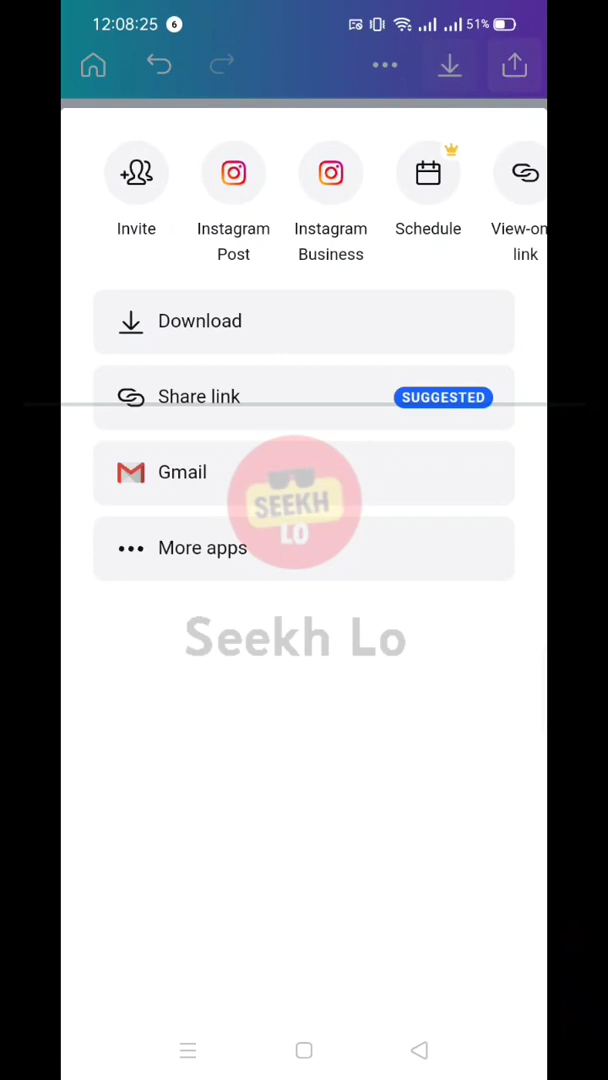 12:08:25 6 51%
Invite
Instagram Post
Instagram Business
Schedule
View-on
link
Download
Share link SUGGESTED
Gmail
More apps
SEEKH
LO
Seekh Lo